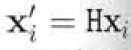 x′ᵢ = Hxᵢ